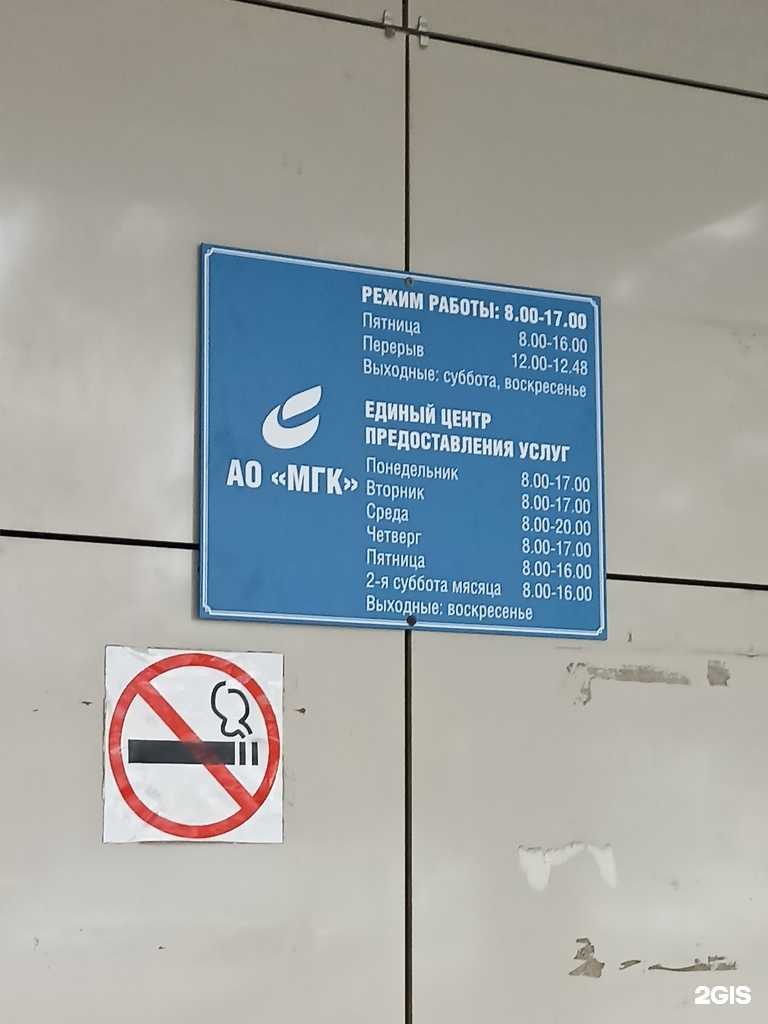 РЕЖИМ РАБОТЫ: 8.00-17.00
Пятница 8.00-16.00
Перерыв 12.00-12.48
Выходные: суббота, воскресенье
АО «МГК»
ЕДИНЫЙ ЦЕНТР
ПРЕДОСТАВЛЕНИЯ УСЛУГ
Понедельник 8.00-17.00
Вторник 8.00-17.00
Среда 8.00-20.00
Четверг 8.00-17.00
Пятница 8.00-16.00
2-я суббота мясяца 8.00-16.00
Выходные: воскресенье
2GIS